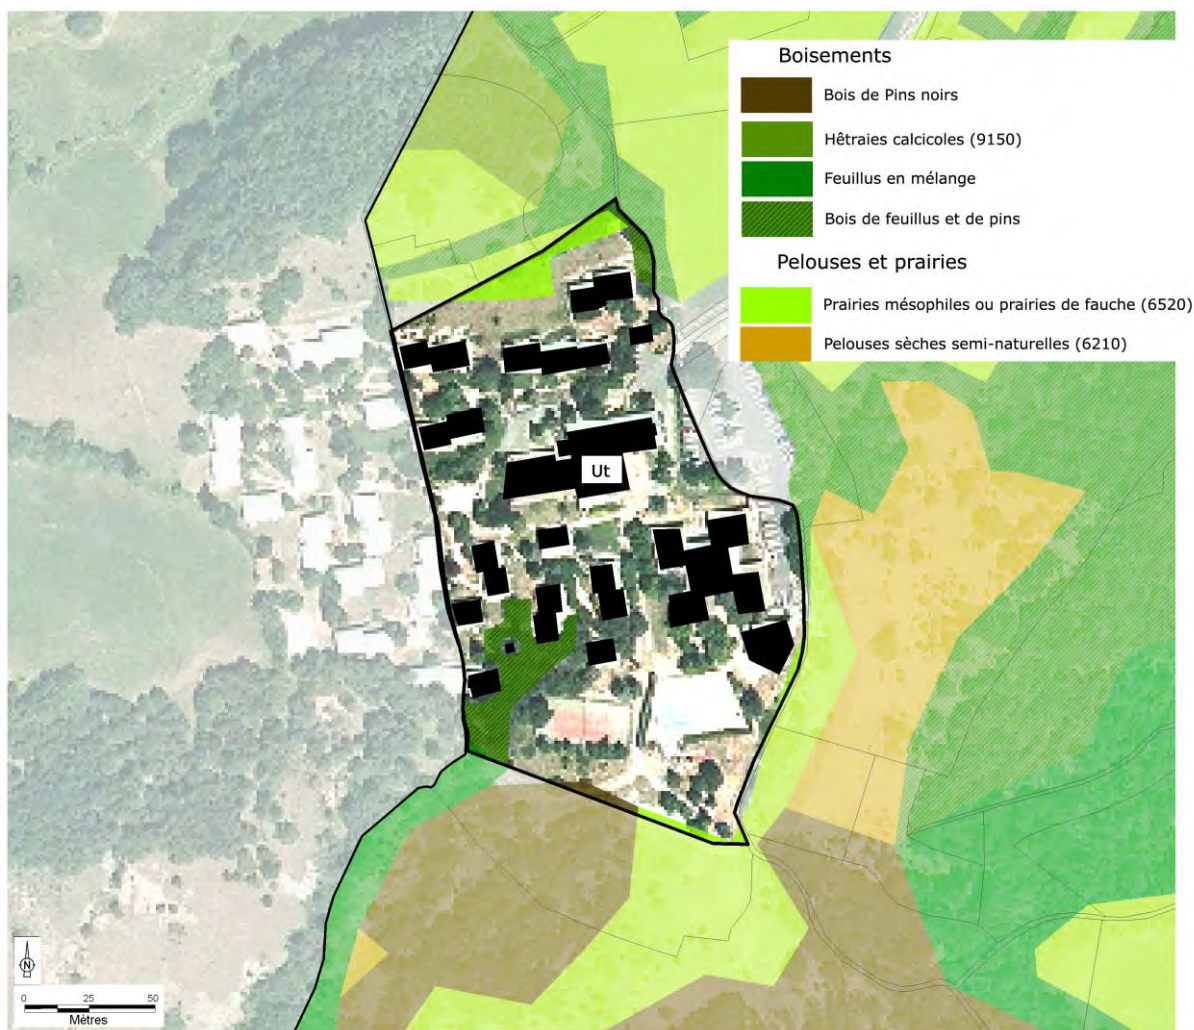 Boisements
Bois de Pins noirs
Hêtraies calcicoles (9150)
Feuillus en mélange
Bois de feuillus et de pins
Pelouses et prairies
Prairies mésophiles ou prairies de fauche (6520)
Pelouses sèches semi-naturelles (6210)
Ut
N
0 25 50
Mètres